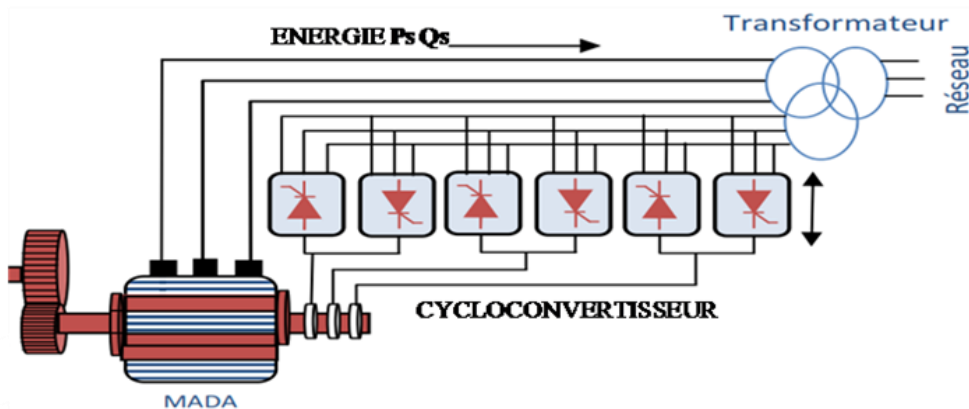 Transformateur
ENERGIE Ps Qs
Réseau
CYCLOCONVERTISSEUR
MADA